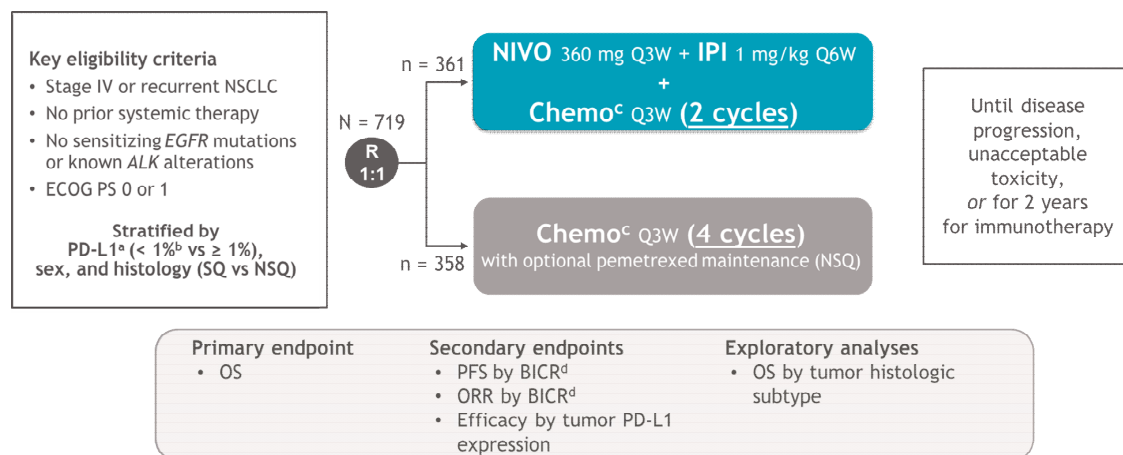 Key eligibility criteria
• Stage IV or recurrent NSCLC
• No prior systemic therapy
• No sensitizing EGFR mutations
or known ALK alterations
• ECOG PS 0 or 1
Stratified by
PD-L1ᵃ (< 1%ᵇ vs ≥ 1%),
sex, and histology (SQ vs NSQ)
N = 719
R
1:1
n = 361
NIVO 360 mg Q3W + IPI 1 mg/kg Q6W
+
Chemoᶜ Q3W (2 cycles)
n = 358
Chemoᶜ Q3W (4 cycles)
with optional pemetrexed maintenance (NSQ)
Until disease
progression,
unacceptable
toxicity,
or for 2 years
for immunotherapy
Primary endpoint
• OS
Secondary endpoints
• PFS by BICRᵈ
• ORR by BICRᵈ
• Efficacy by tumor PD-L1
expression
Exploratory analyses
• OS by tumor histologic
subtype